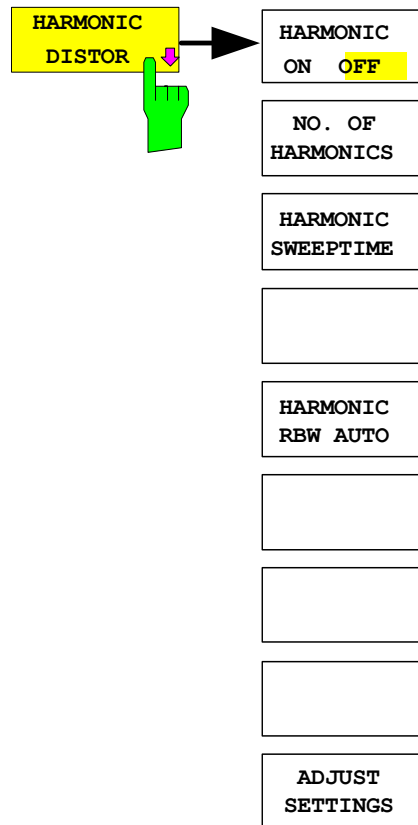 HARMONIC
DISTOR
HARMONIC
ON OFF
NO. OF
HARMONICS
HARMONIC
SWEEPTIME
HARMONIC
RBW AUTO
ADJUST
SETTINGS